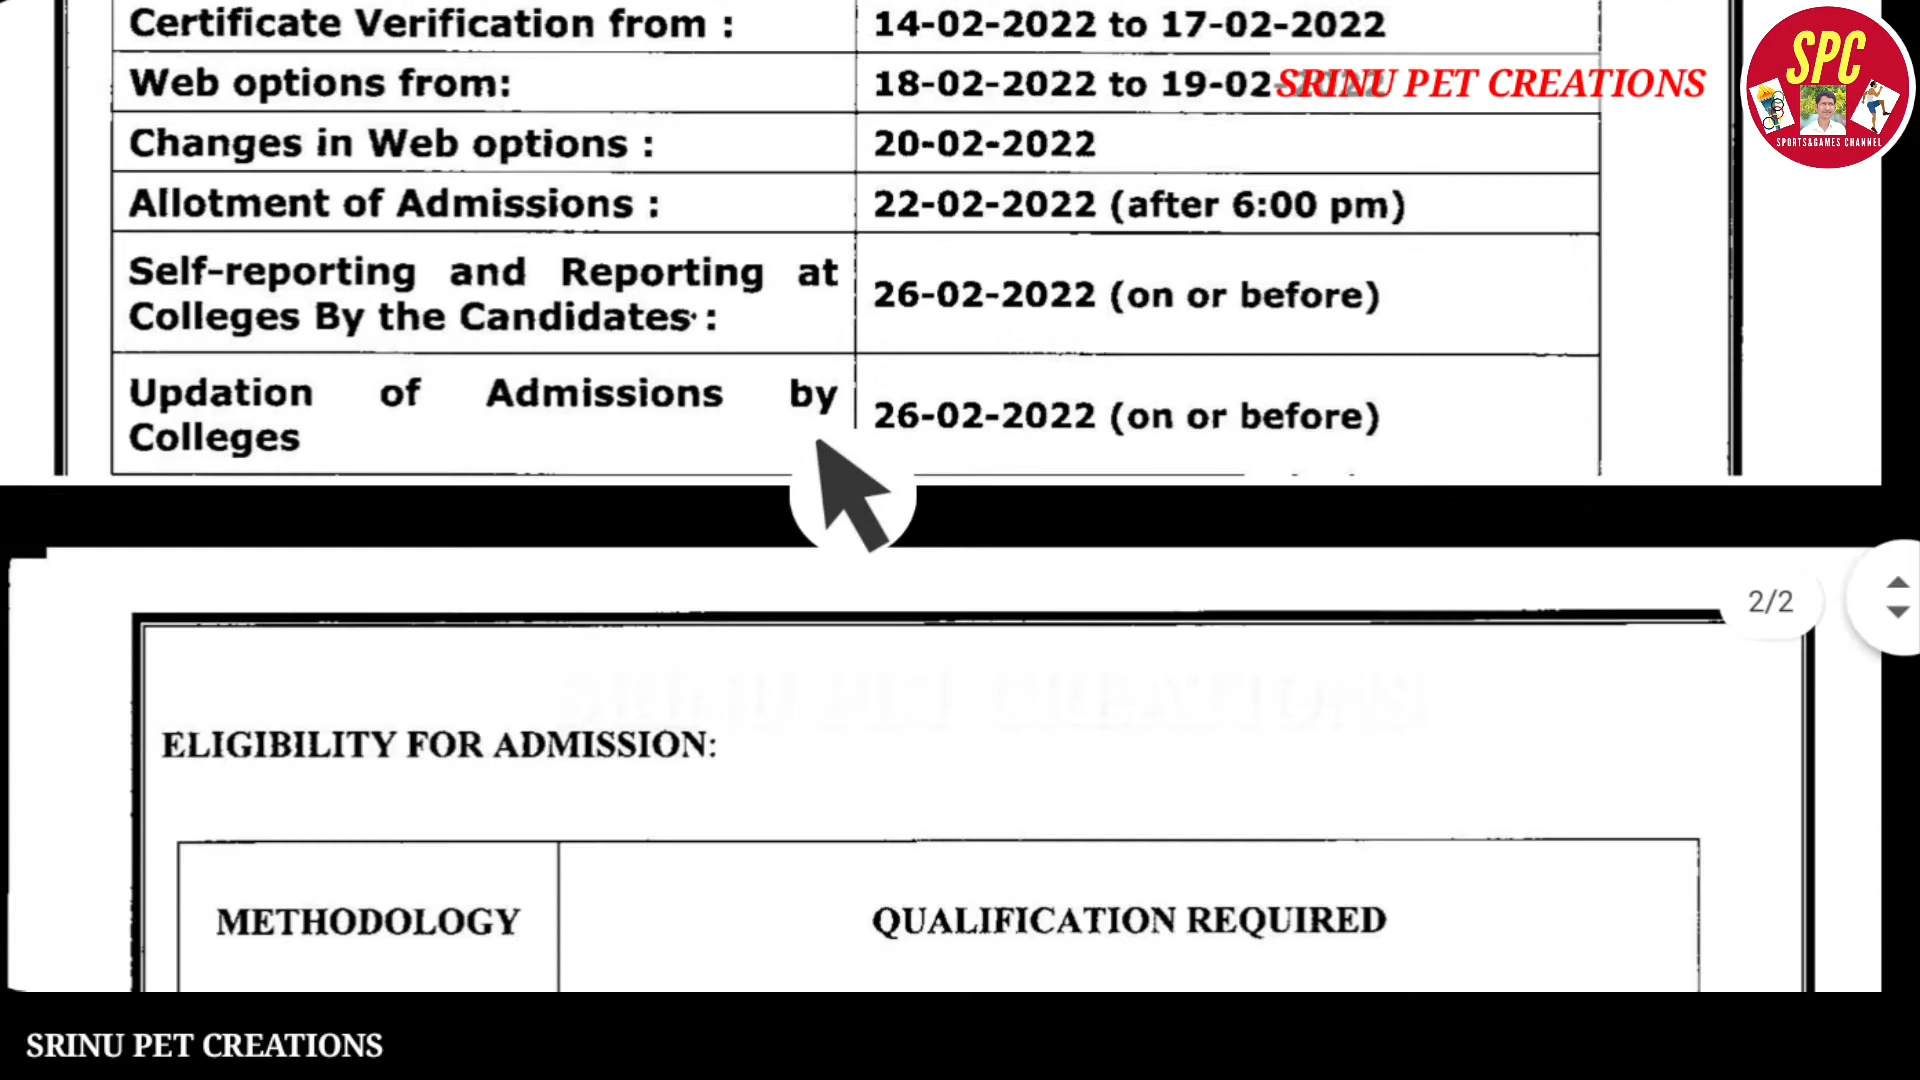 Certificate Verification from : 14-02-2022 to 17-02-2022
SPC
SPORTS&GAMES CHANNEL
Web options from: 18-02-2022 to 19-02-2022
SRINU PET CREATIONS
Changes in Web options : 20-02-2022
Allotment of Admissions : 22-02-2022 (after 6:00 pm)
Self-reporting and Reporting at
Colleges By the Candidates : 26-02-2022 (on or before)
Updation of Admissions by
Colleges 26-02-2022 (on or before)
2/2
SRINU PET CREATIONS
ELIGIBILITY FOR ADMISSION:
METHODOLOGY QUALIFICATION REQUIRED
SRINU PET CREATIONS